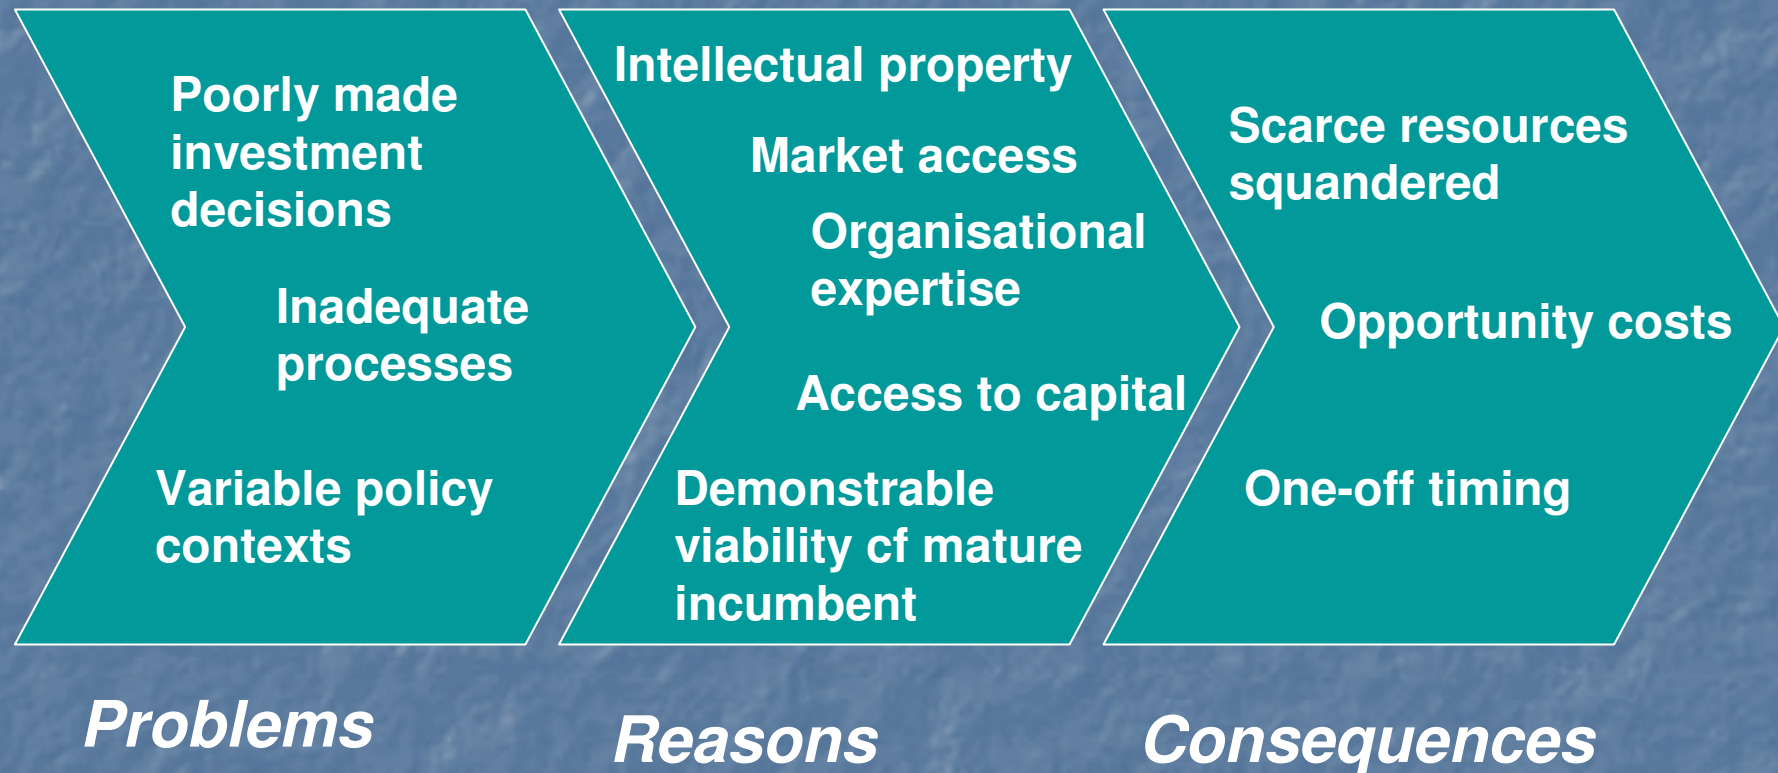 Poorly made
investment
decisions
Inadequate
processes
Variable policy
contexts
Problems
Intellectual property
Market access
Organisational
expertise
Access to capital
Demonstrable
viability cf mature
incumbent
Reasons
Scarce resources
squandered
Opportunity costs
One-off timing
Consequences